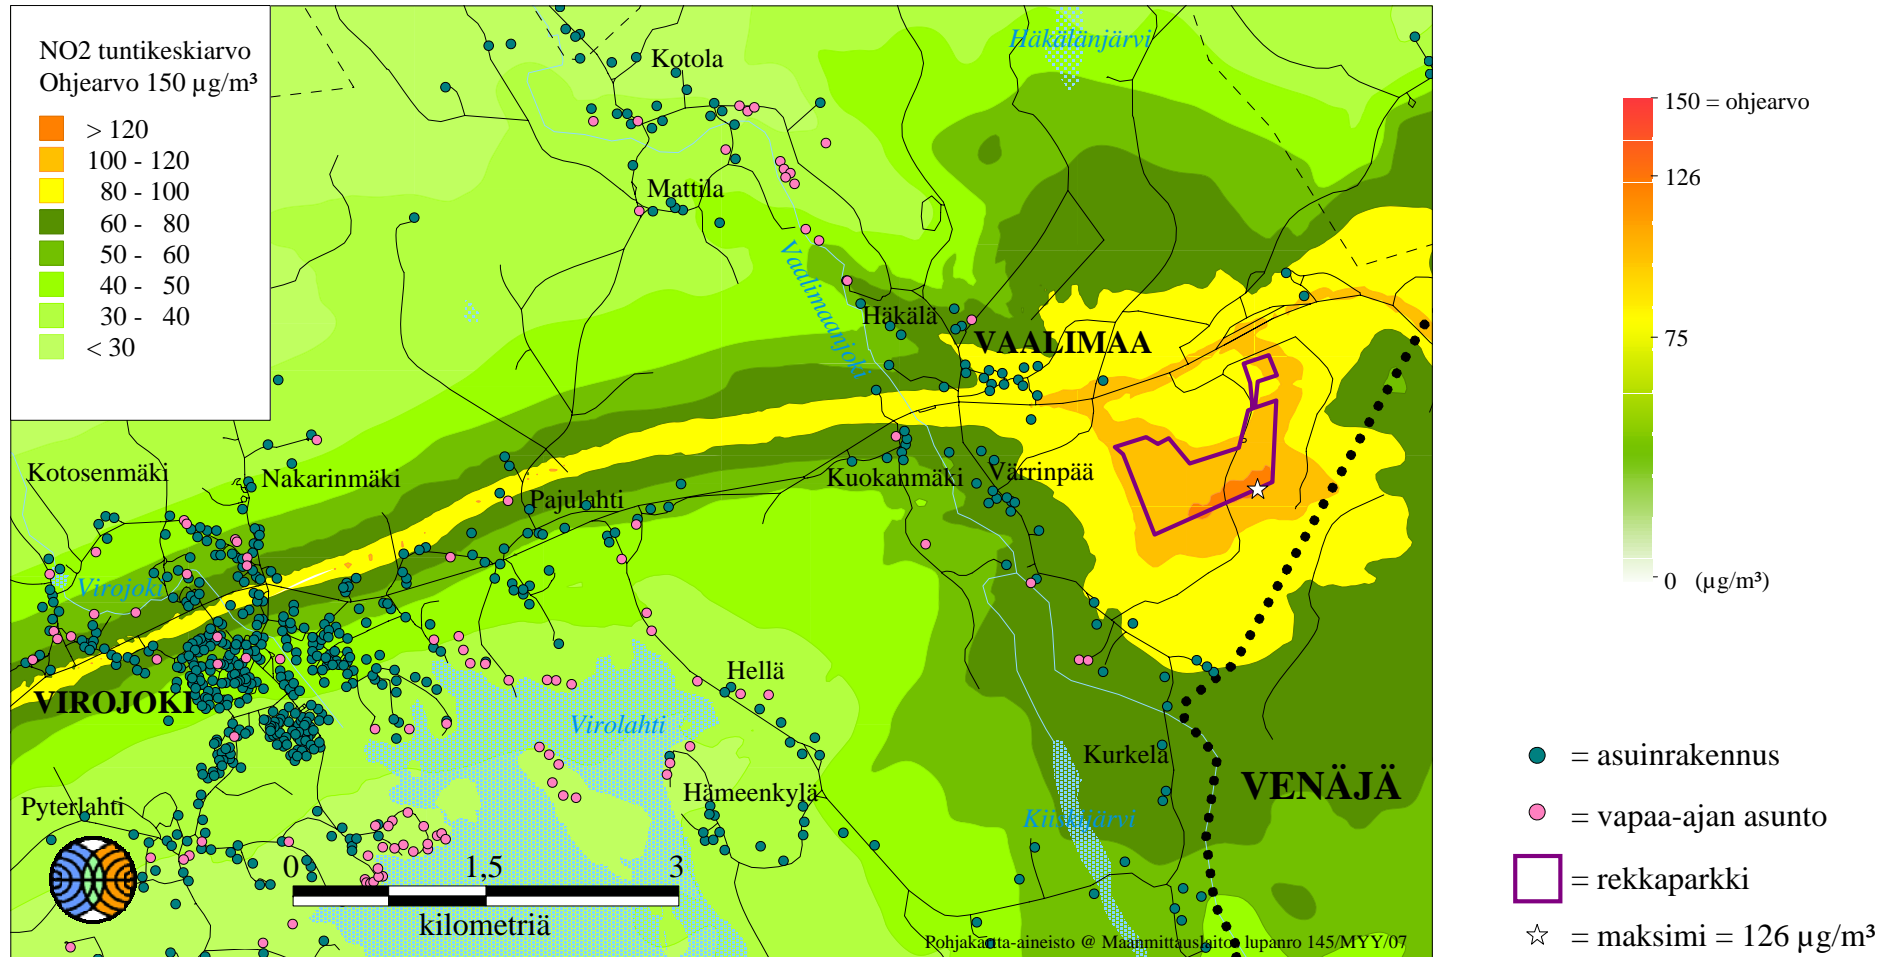 NO2 tuntikeskiarvo
Ohjearvo 150 µg/m³
> 120
100 - 120
80 - 100
60 - 80
50 - 60
40 - 50
30 - 40
< 30
Kotola
Häkälänjärvi
Mattila
Vaalimaanjoki
Häkälä
VAALIMAA
Kotosenmäki
Nakarinmäki
Pajulahti
Kuokanmäki
Värrinpää
Virojoki
VIROJOKI
Hellä
Virolahti
Kurkela
VENÄJÄ
Hämeenkylä
Pyterlahti
Kiiskijärvi
0 1,5 3
kilometriä
Pohjakartta-aineisto @ Maanmittauslaitos lupanro 145/MYY/07
150 = ohjearvo
126
75
0 (µg/m³)
= asuinrakennus
= vapaa-ajan asunto
= rekkaparkki
= maksimi = 126 µg/m³